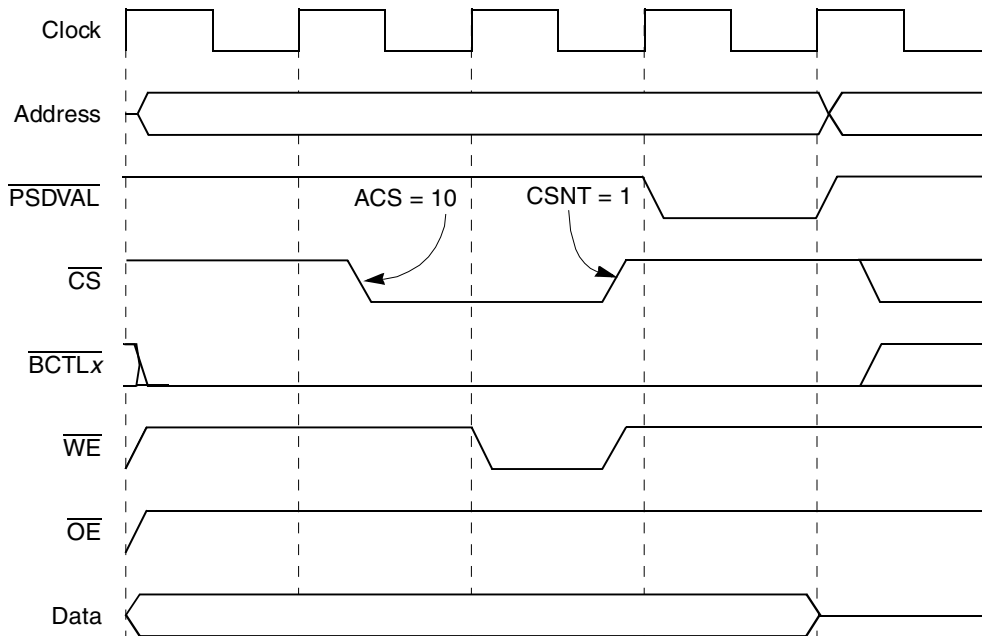 Clock
Address
PSDVAL
ACS = 10
CSNT = 1
CS
BCTLx
WE
OE
Data